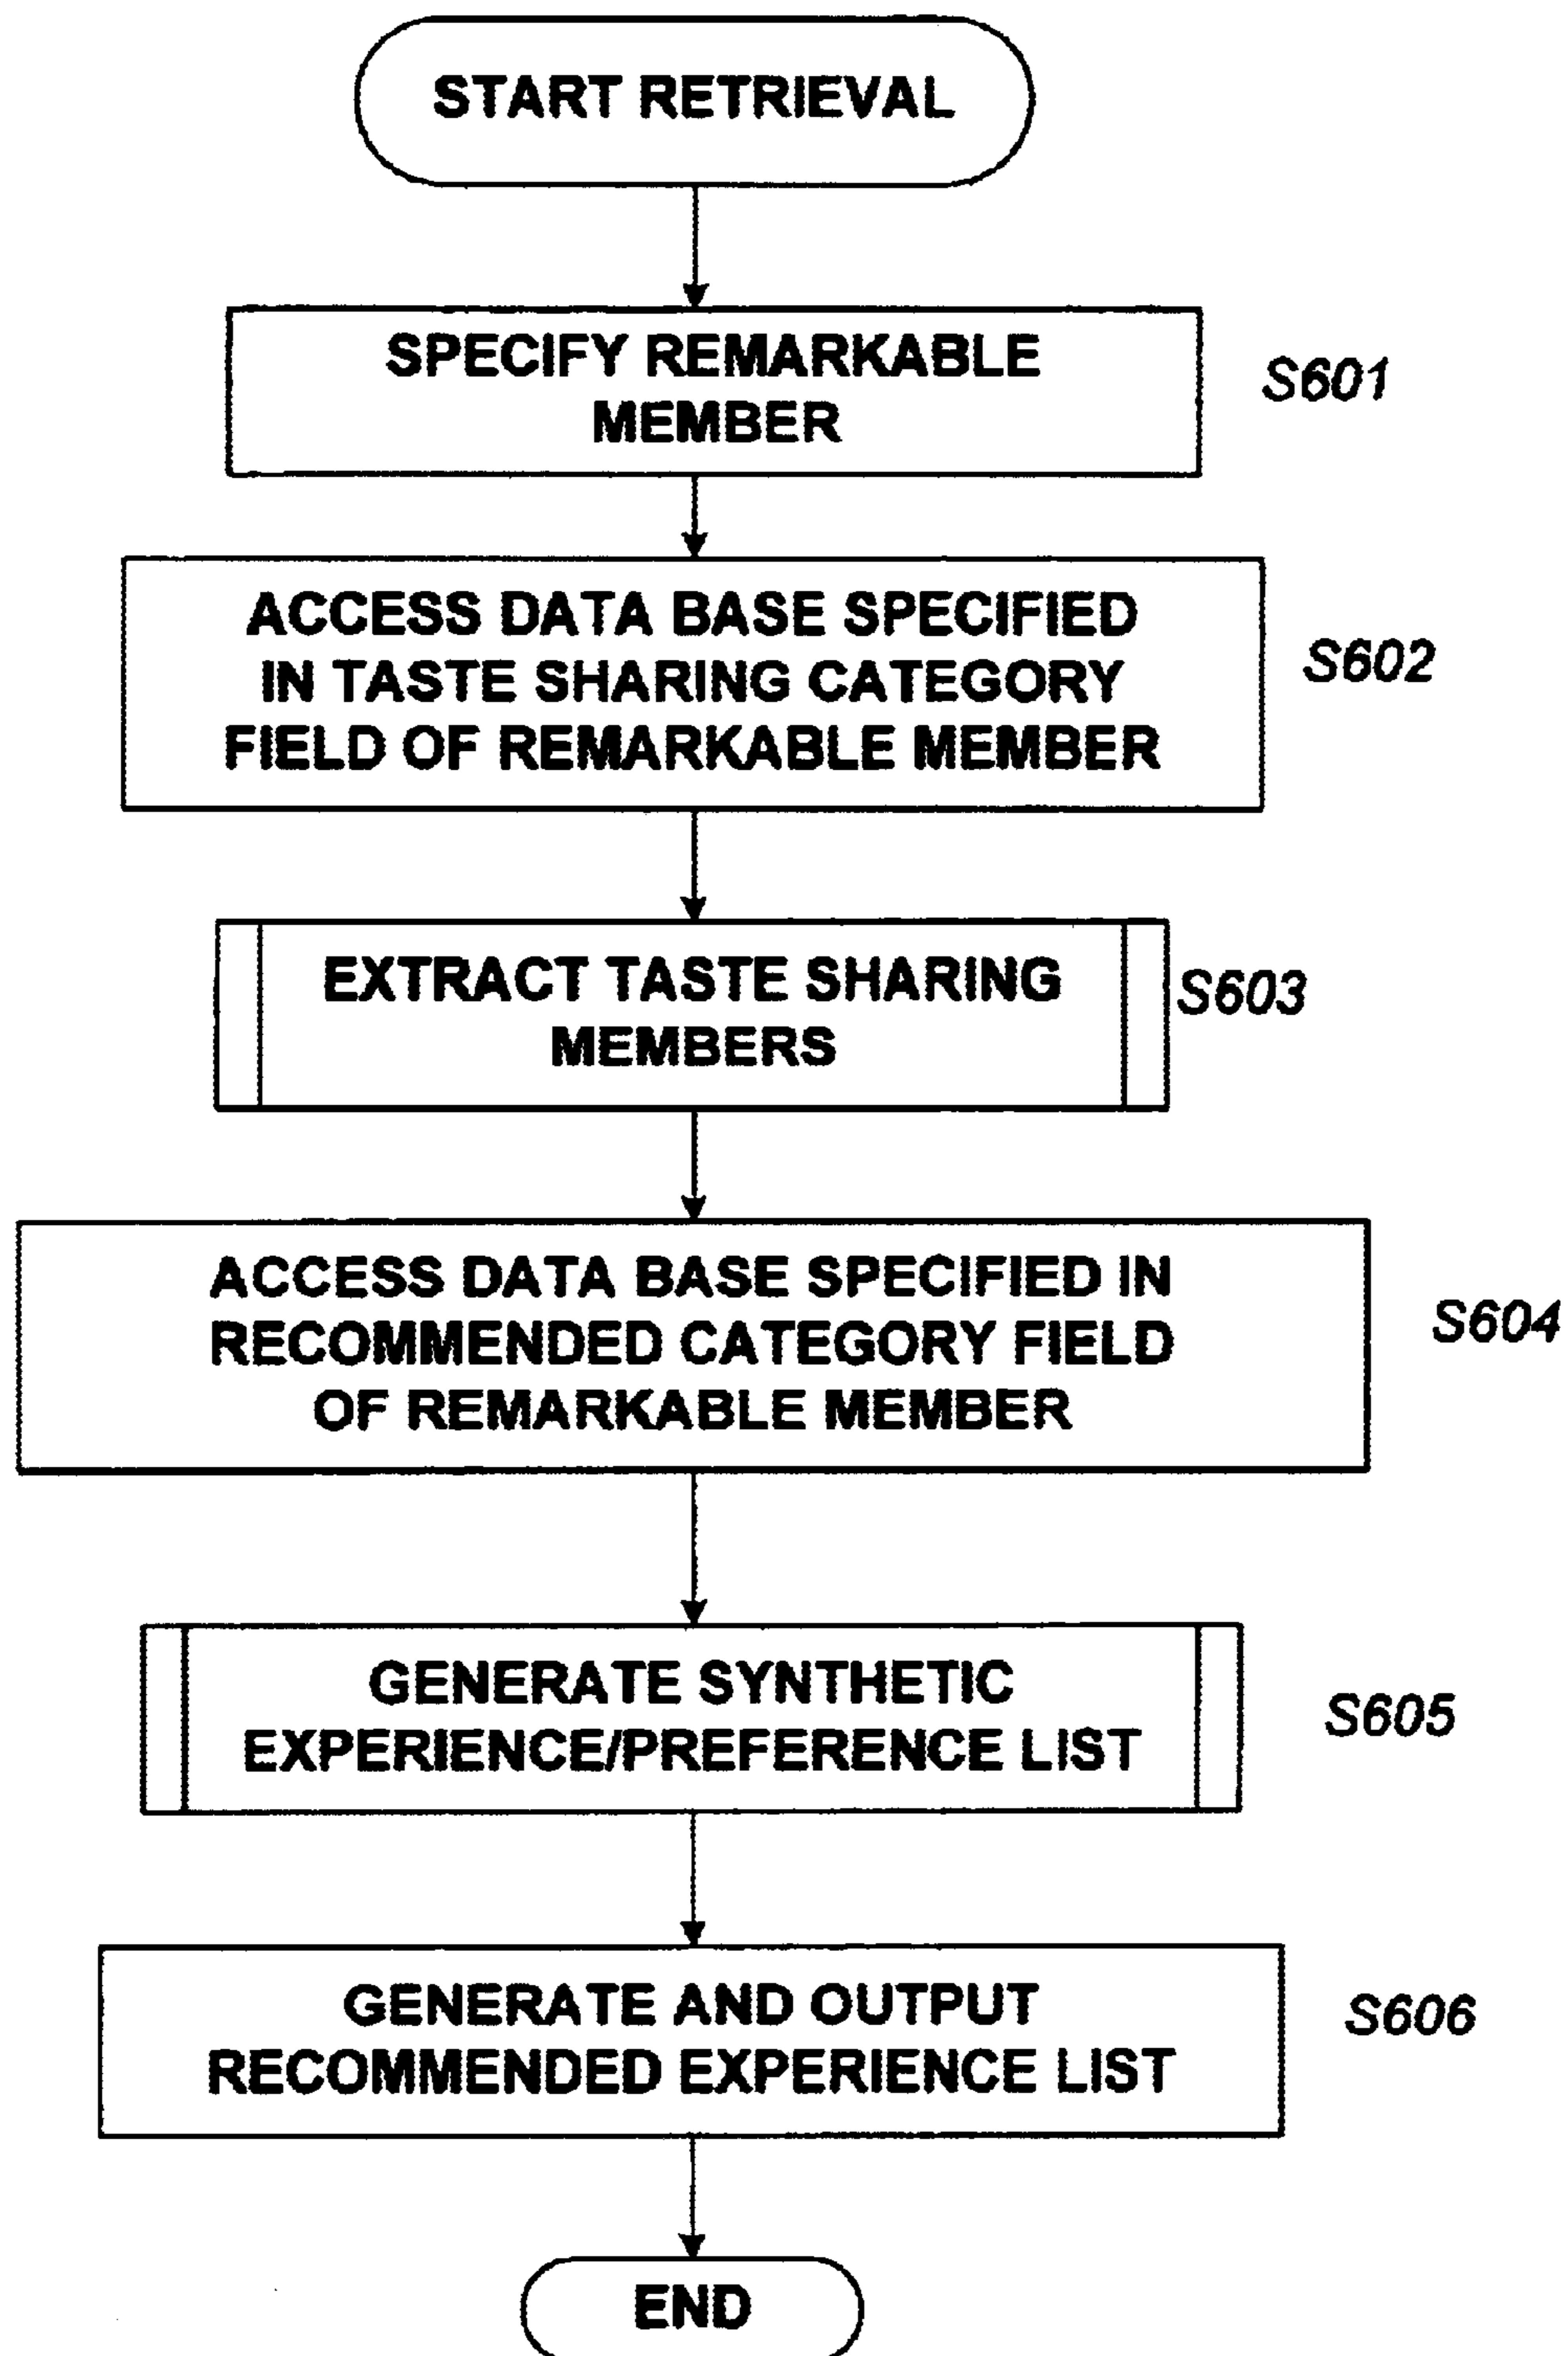 START RETRIEVAL
SPECIFY REMARKABLE
MEMBER
S601
ACCESS DATA BASE SPECIFIED
IN TASTE SHARING CATEGORY
FIELD OF REMARKABLE MEMBER
S602
EXTRACT TASTE SHARING
MEMBERS
S603
ACCESS DATA BASE SPECIFIED IN
RECOMMENDED CATEGORY FIELD
OF REMARKABLE MEMBER
S604
GENERATE SYNTHETIC
EXPERIENCE/PREFERENCE LIST
S605
GENERATE AND OUTPUT
RECOMMENDED EXPERIENCE LIST
S606
END